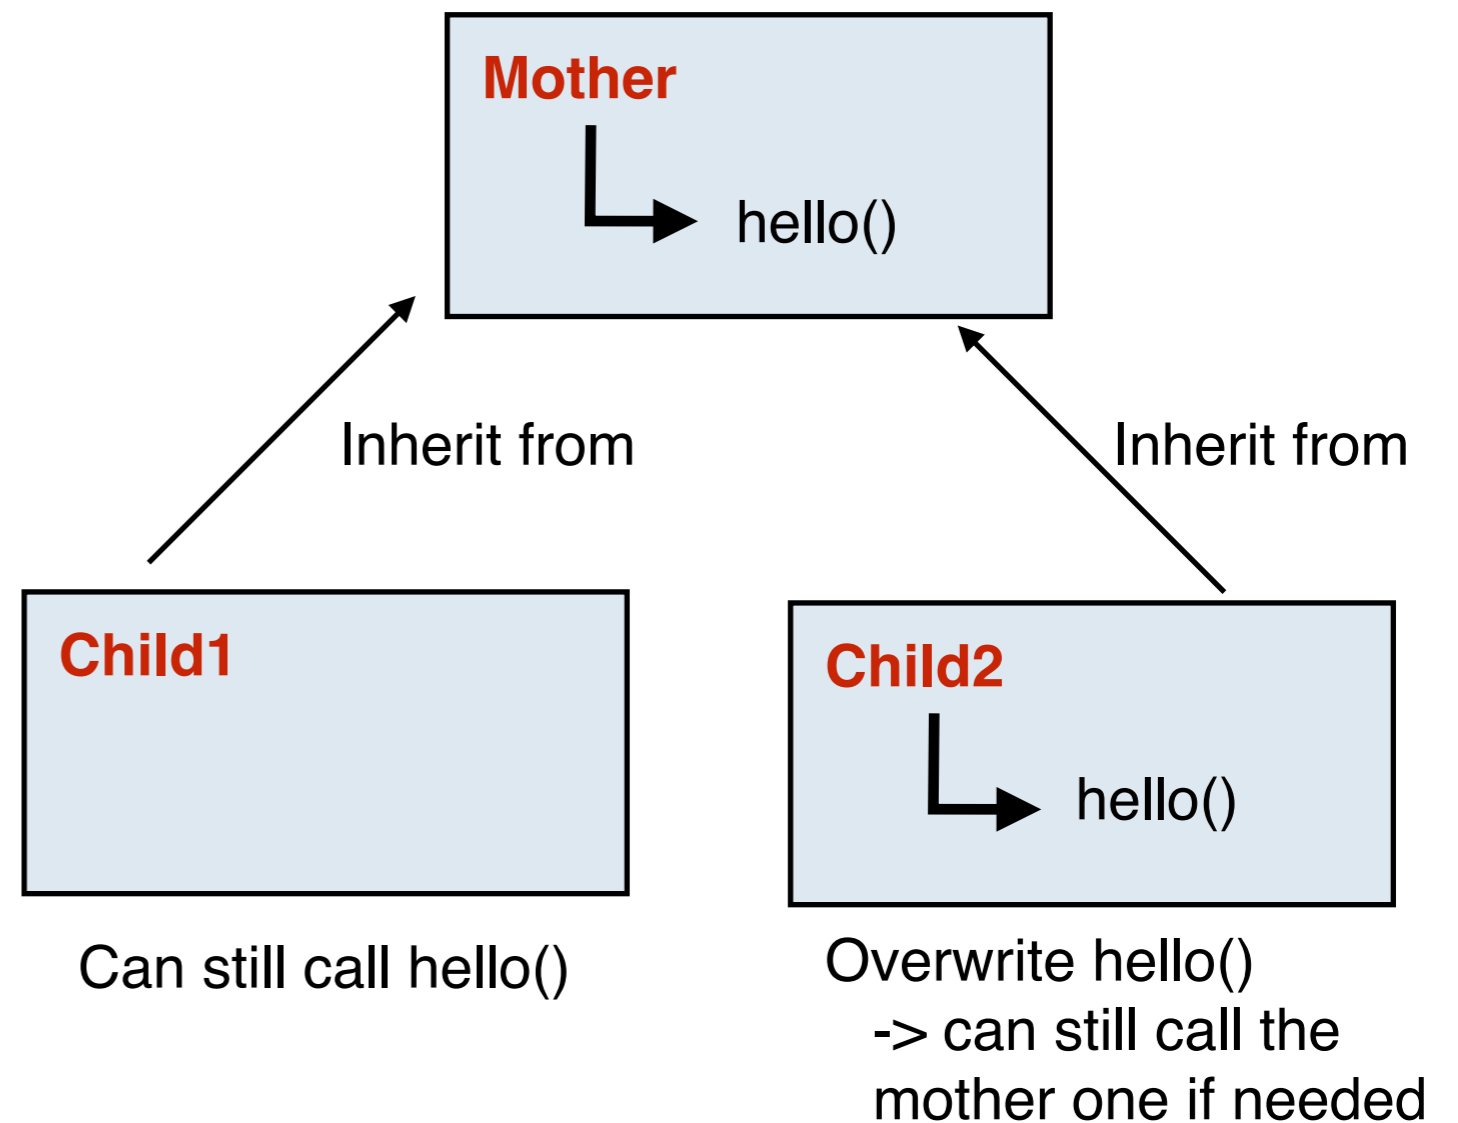 Mother
hello()
Inherit from
Inherit from
Child1
Can still call hello()
Child2
hello()
Overwrite hello()
-> can still call the
mother one if needed